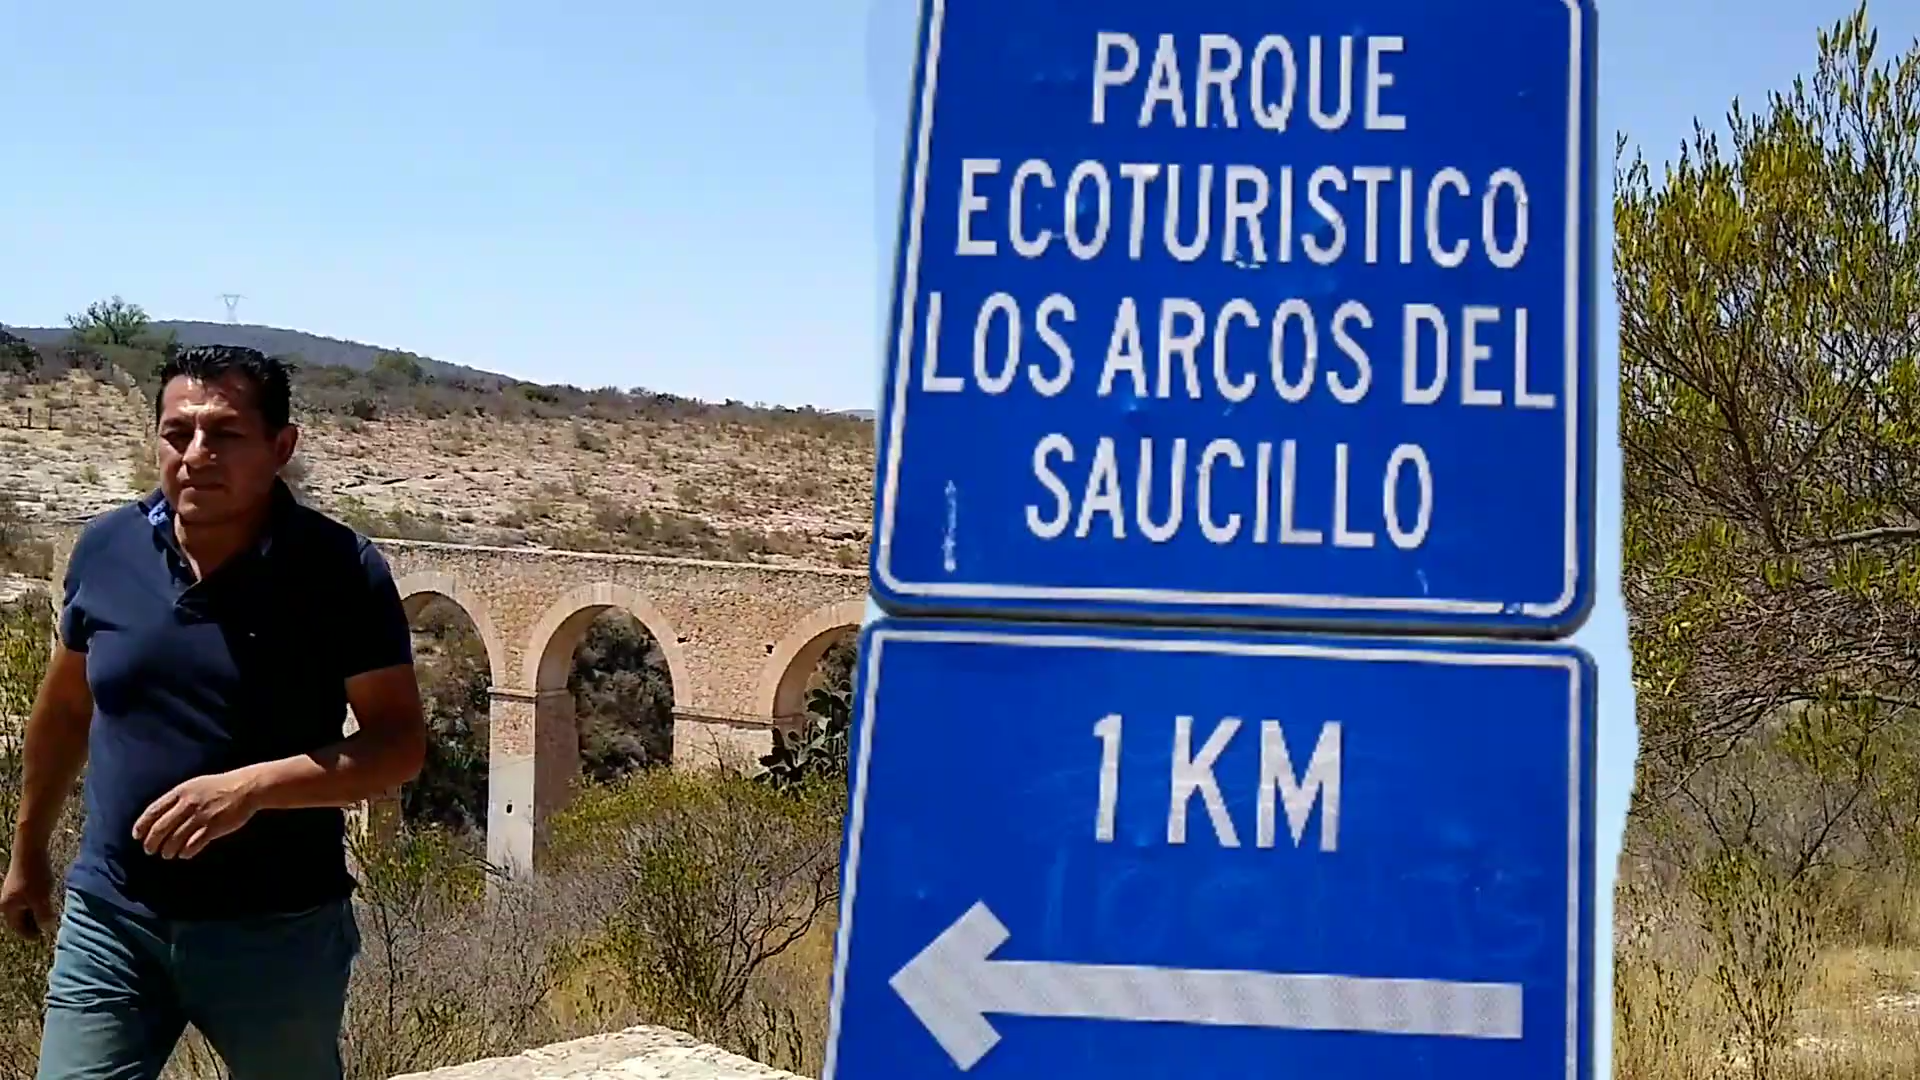 PARQUE
ECOTURISTICO
LOS ARCOS DEL
SAUCILLO
1 KM